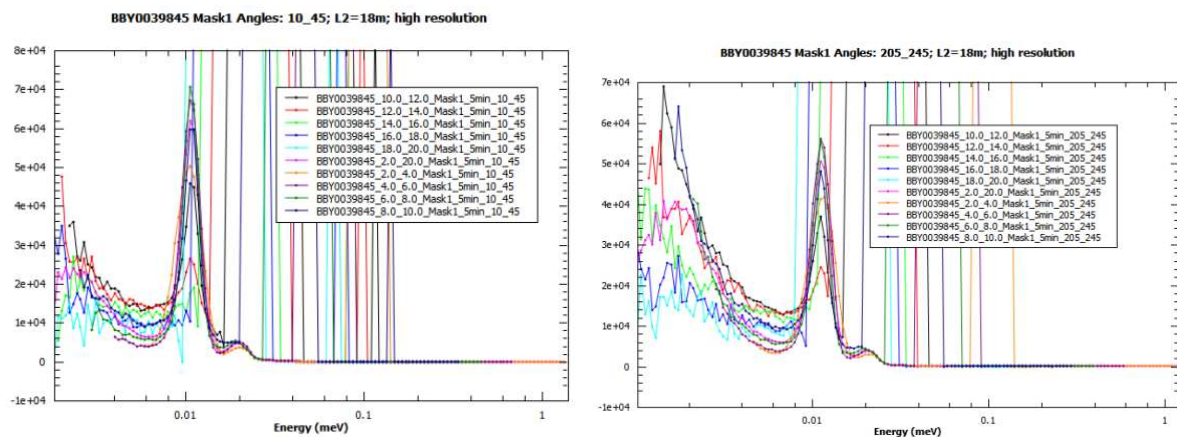 BBY0039845 Mask1 Angles: 10_45; L2=18m; high resolution
8e+04
7e+04
6e+04
5e+04
4e+04
3e+04
2e+04
1e+04
0
-1e+04
BBY0039845_10.0_12.0_Mask1_5min_10_45
BBY0039845_12.0_14.0_Mask1_5min_10_45
BBY0039845_14.0_16.0_Mask1_5min_10_45
BBY0039845_16.0_18.0_Mask1_5min_10_45
BBY0039845_18.0_20.0_Mask1_5min_10_45
BBY0039845_2.0_20.0_Mask1_5min_10_45
BBY0039845_2.0_4.0_Mask1_5min_10_45
BBY0039845_4.0_6.0_Mask1_5min_10_45
BBY0039845_6.0_8.0_Mask1_5min_10_45
BBY0039845_8.0_10.0_Mask1_5min_10_45
0.01
0.1
1
Energy (meV)
BBY0039845 Mask1 Angles: 205_245; L2=18m; high resolution
7e+04
6e+04
5e+04
4e+04
3e+04
2e+04
1e+04
0
-1e+04
BBY0039845_10.0_12.0_Mask1_5min_205_245
BBY0039845_12.0_14.0_Mask1_5min_205_245
BBY0039845_14.0_16.0_Mask1_5min_205_245
BBY0039845_16.0_18.0_Mask1_5min_205_245
BBY0039845_18.0_20.0_Mask1_5min_205_245
BBY0039845_2.0_20.0_Mask1_5min_205_245
BBY0039845_2.0_4.0_Mask1_5min_205_245
BBY0039845_4.0_6.0_Mask1_5min_205_245
BBY0039845_6.0_8.0_Mask1_5min_205_245
BBY0039845_8.0_10.0_Mask1_5min_205_245
0.01
0.1
1
Energy (meV)